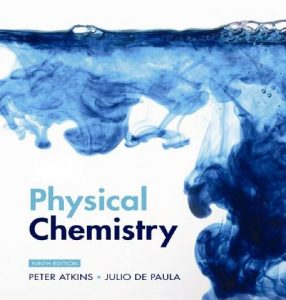 Physical
Chemistry
NINTH EDITION
PETER ATKINS • JULIO DE PAULA